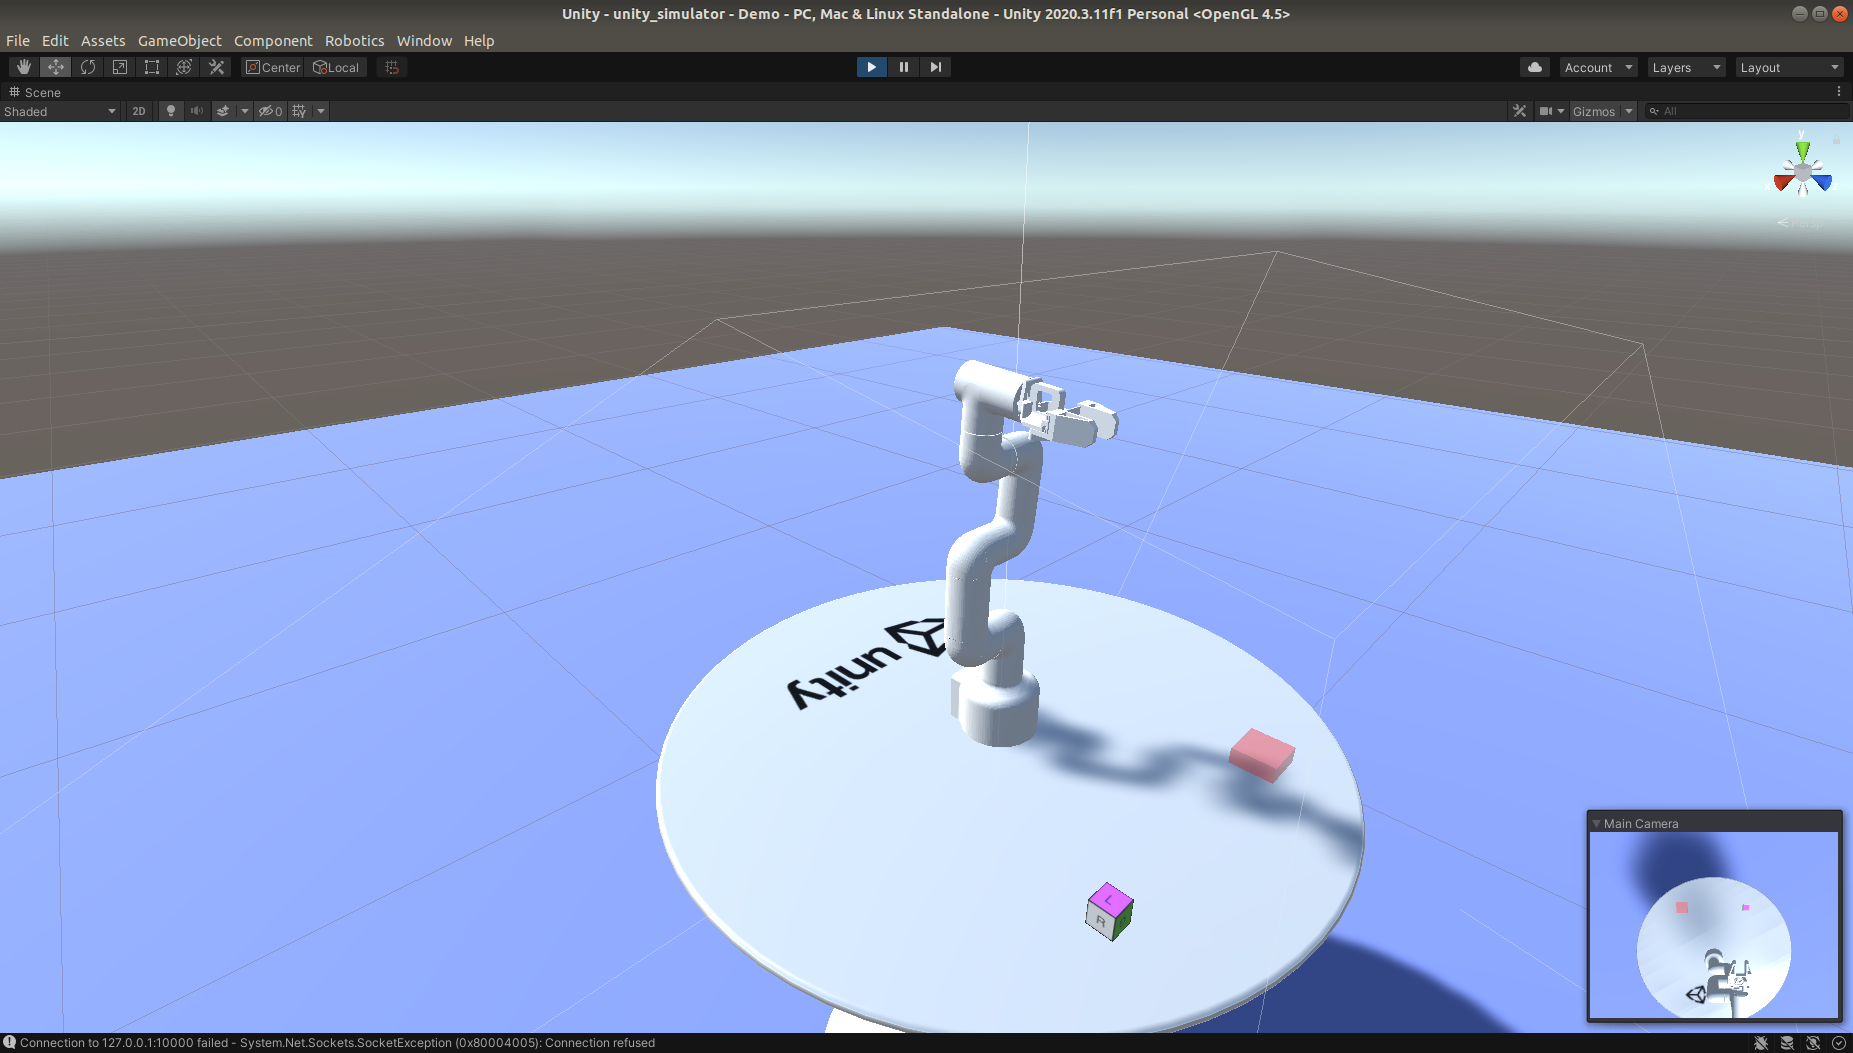 Unity - unity_simulator - Demo - PC, Mac & Linux Standalone - Unity 2020.3.11f1 Personal <OpenGL 4.5>
File Edit Assets GameObject Component Robotics Window Help
Center Local Account Layers Layout
Scene
Shaded 2D 0 Gizmos All
y
Persp
unity
L
R
Main Camera
Connection to 127.0.0.1:10000 failed - System.Net.Sockets.SocketException (0x80004005): Connection refused